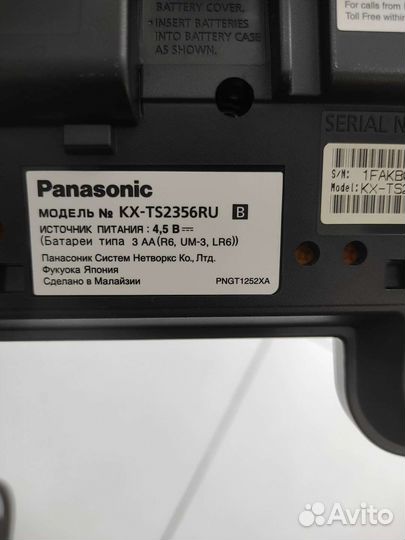 BATTERY COVER.
INSERT BATTERIES
INTO BATTERY CASE
AS SHOWN.
For calls from
Toll Free within
SERIAL N
S/N: 1FAKB
Model: KX-TS2
Panasonic
МОДЕЛЬ № KX-TS2356RU B
ИСТОЧНИК ПИТАНИЯ : 4,5 В
(Батареи типа 3 AA(R6, UM-3, LR6))
Панасоник Систем Нетворкс Ко., Лтд.
Фукуока Япония
Сделано в Малайзии
PNGT1252XA
Avito